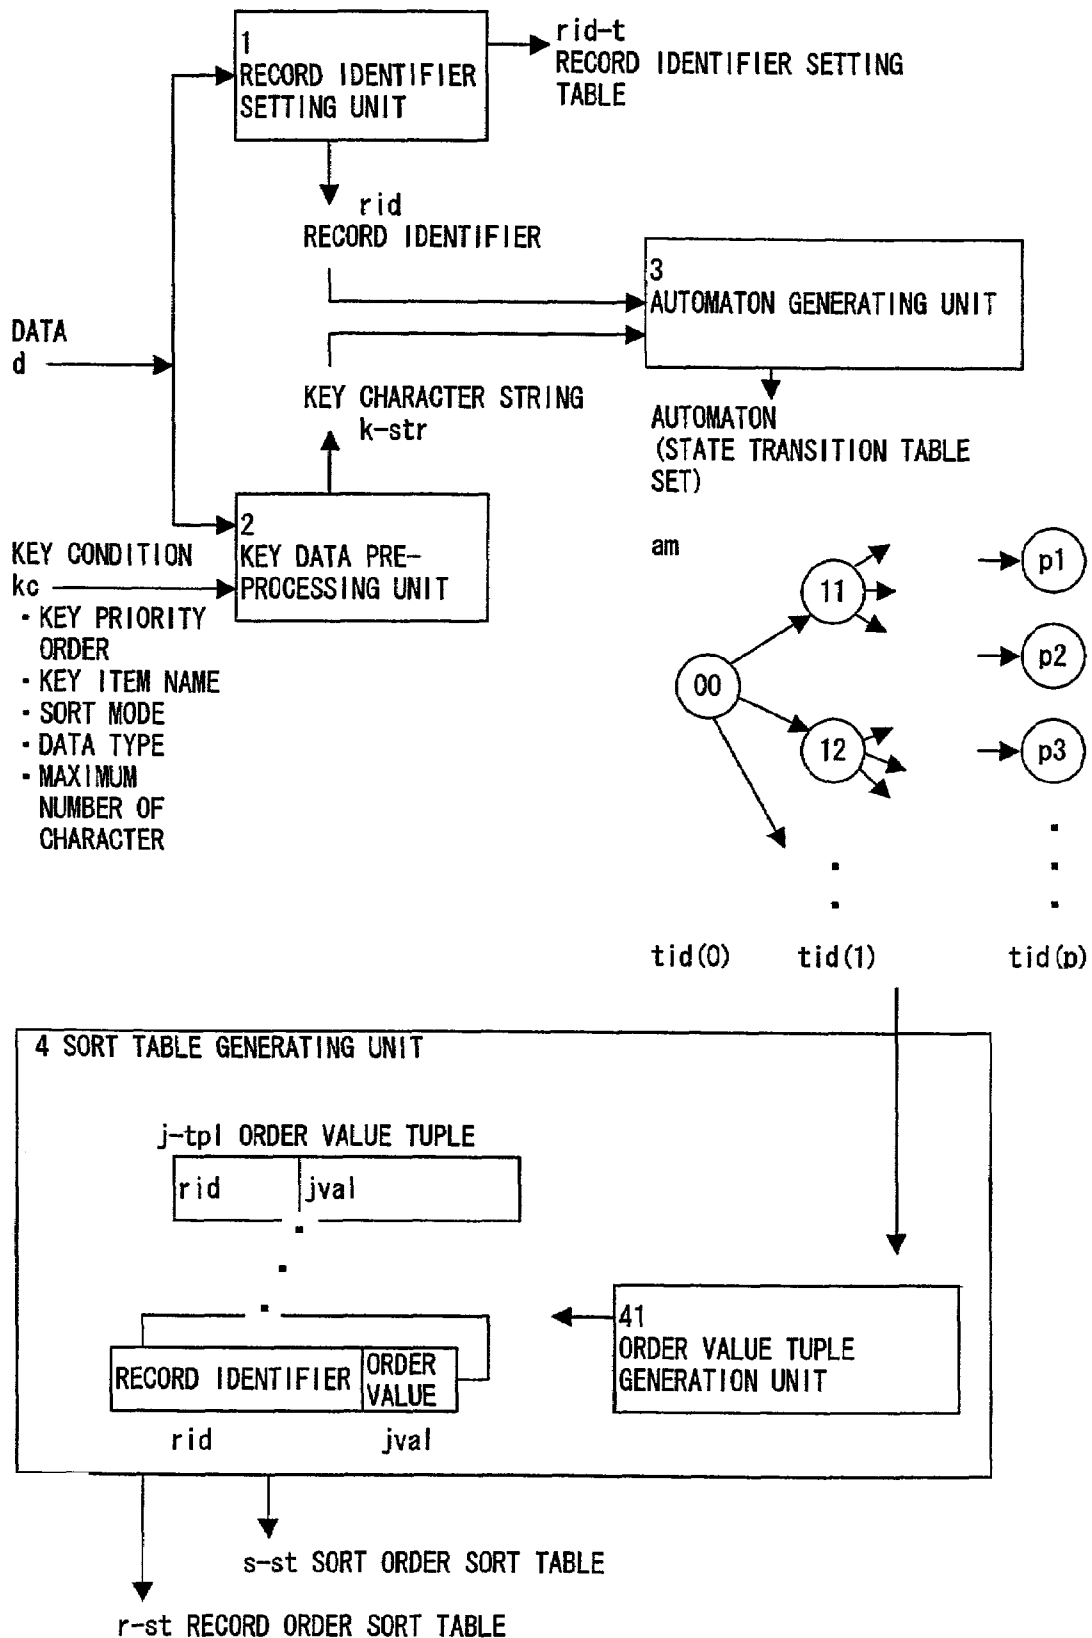 1
RECORD IDENTIFIER
SETTING UNIT
rid-t
RECORD IDENTIFIER SETTING
TABLE
rid
RECORD IDENTIFIER
3
AUTOMATON GENERATING UNIT
DATA
d
KEY CHARACTER STRING
k-str
AUTOMATON
(STATE TRANSITION TABLE
SET)
2
KEY DATA PRE-
PROCESSING UNIT
KEY CONDITION
kc
- KEY PRIORITY
ORDER
- KEY ITEM NAME
- SORT MODE
- DATA TYPE
- MAXIMUM
NUMBER OF
CHARACTER
am
00
11
12
p1
p2
p3
tid(0)
tid(1)
tid(p)
4 SORT TABLE GENERATING UNIT
j-tpl ORDER VALUE TUPLE
rid
jval
41
ORDER VALUE TUPLE
GENERATION UNIT
RECORD IDENTIFIER
ORDER
VALUE
rid
jval
s-st SORT ORDER SORT TABLE
r-st RECORD ORDER SORT TABLE